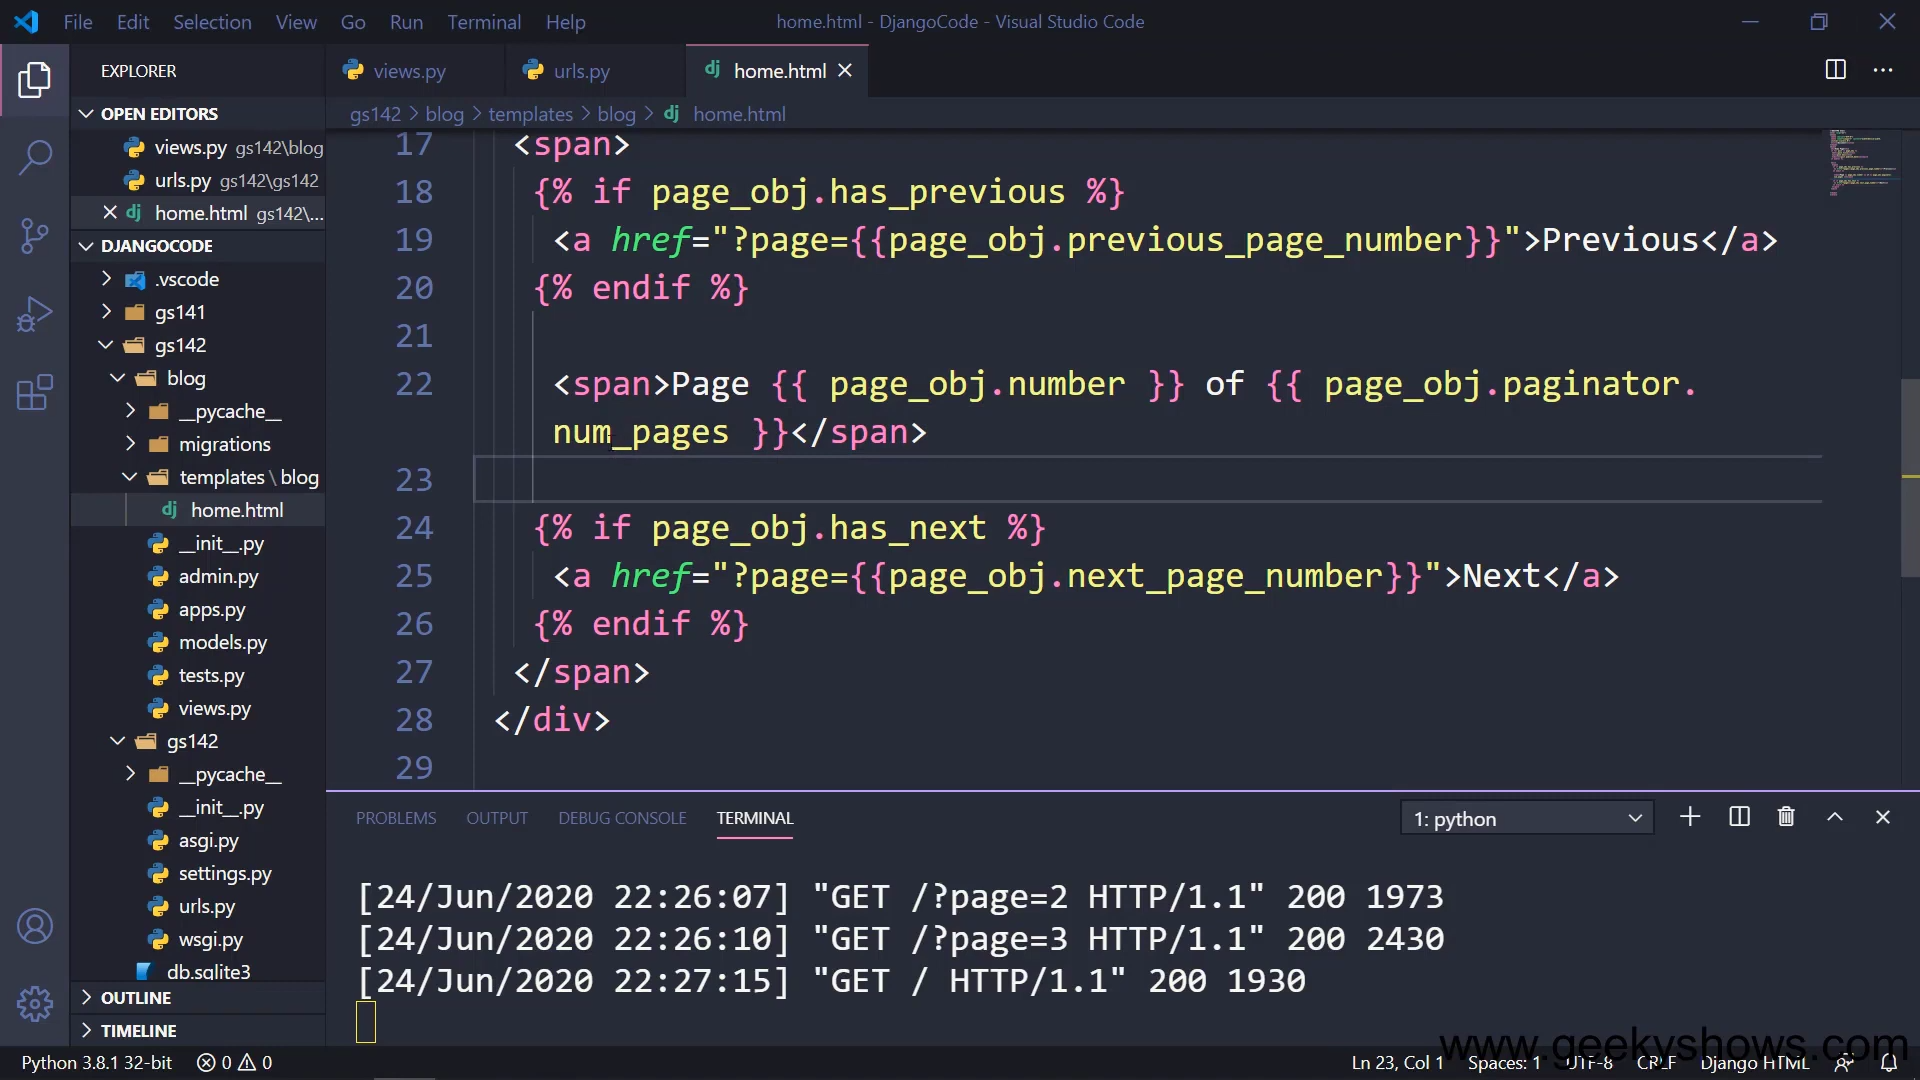 File Edit Selection View Go Run Terminal Help
home.html - DjangoCode - Visual Studio Code
EXPLORER
views.py
urls.py
home.html
OPEN EDITORS
gs142 > blog > templates > blog > home.html
views.py gs142\blog
urls.py gs142\gs142
home.html gs142\...
DJANGOCODE
.vscode
gs141
gs142
blog
__pycache__
migrations
templates \ blog
home.html
__init__.py
admin.py
apps.py
models.py
tests.py
views.py
gs142
__pycache__
__init__.py
asgi.py
settings.py
urls.py
wsgi.py
db.sqlite3
OUTLINE
TIMELINE
17 <span>
18 {% if page_obj.has_previous %}
19 <a href="?page={{page_obj.previous_page_number}}">Previous</a>
20 {% endif %}
21
22 <span>Page {{ page_obj.number }} of {{ page_obj.paginator.
num_pages }}</span>
23
24 {% if page_obj.has_next %}
25 <a href="?page={{page_obj.next_page_number}}">Next</a>
26 {% endif %}
27 </span>
28 </div>
29
PROBLEMS OUTPUT DEBUG CONSOLE TERMINAL
1: python
[24/Jun/2020 22:26:07] "GET /?page=2 HTTP/1.1" 200 1973
[24/Jun/2020 22:26:10] "GET /?page=3 HTTP/1.1" 200 2430
[24/Jun/2020 22:27:15] "GET / HTTP/1.1" 200 1930
www.geekyshows.com
Python 3.8.1 32-bit 0 0
Ln 23, Col 1 Spaces: 1 UTF-8 CRLF Django HTML